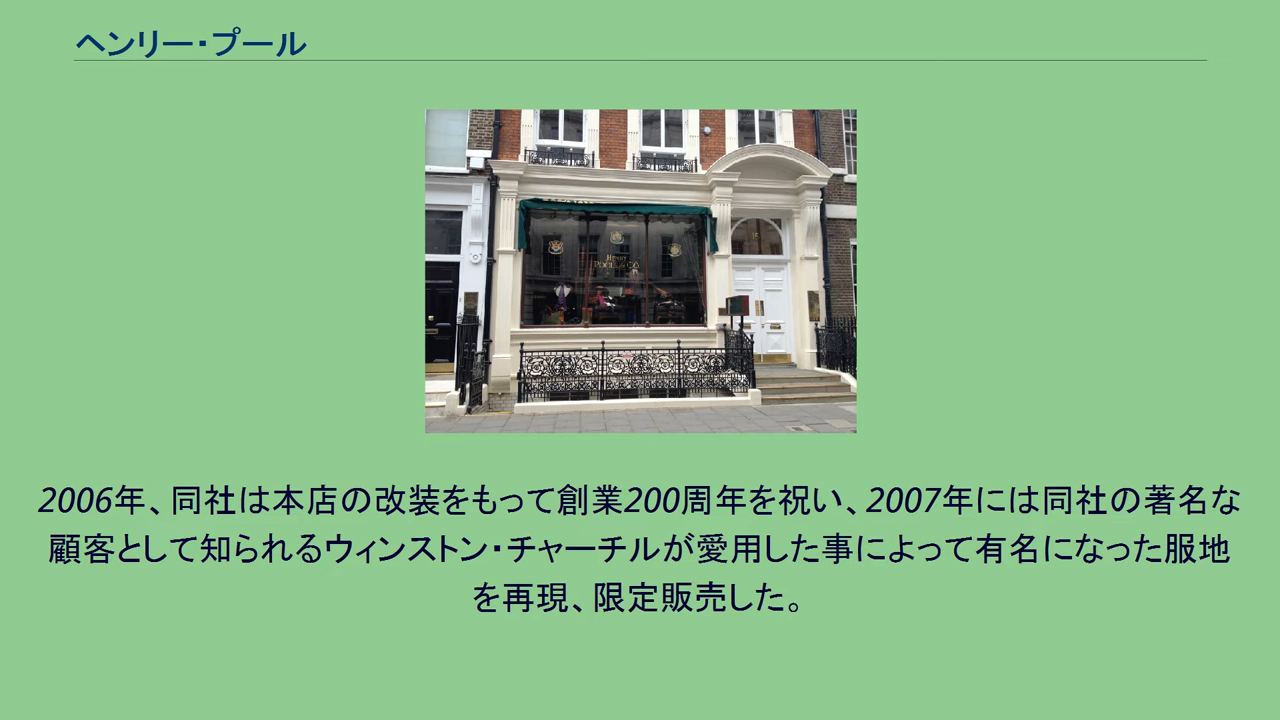 ヘンリー・プール
HENRY
POOLE & CO
15
2006年、同社は本店の改装をもって創業200周年を祝い、2007年には同社の著名な
顧客として知られるウィンストン・チャーチルが愛用した事によって有名になった服地
を再現、限定販売した。